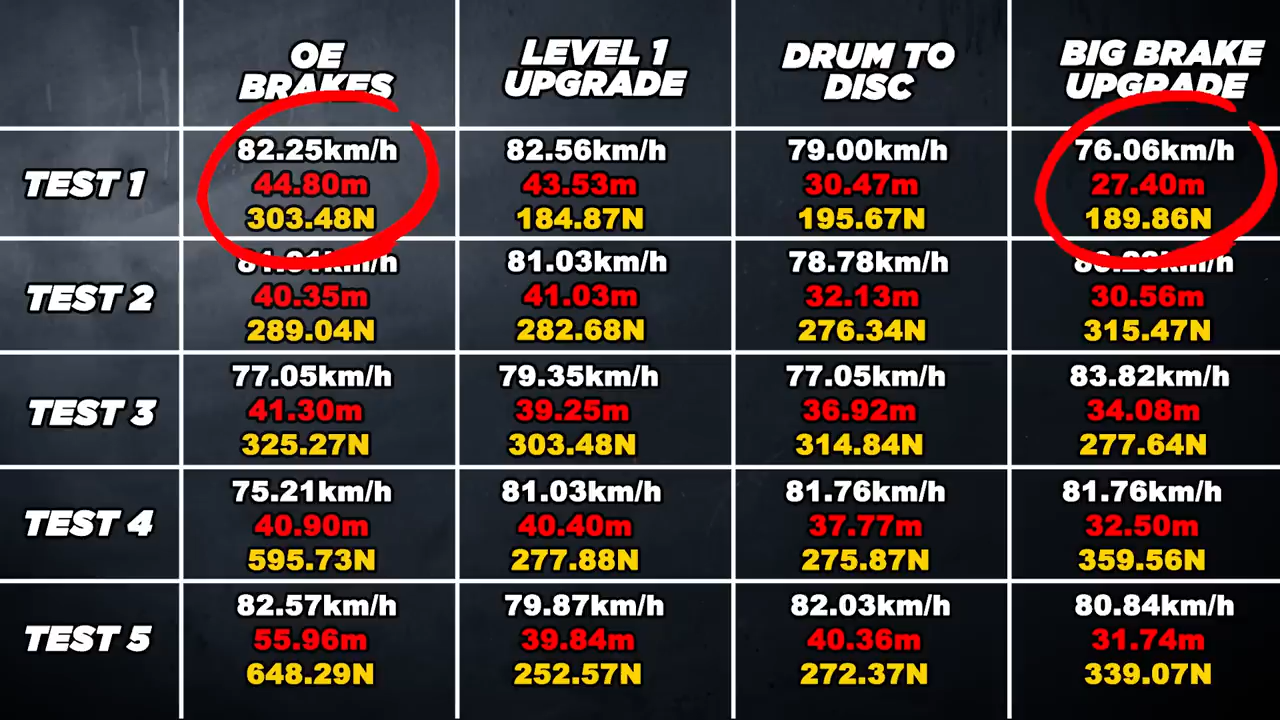 OE BRAKES
LEVEL 1 UPGRADE
DRUM TO DISC
BIG BRAKE UPGRADE
TEST 1
82.25km/h
44.80m
303.48N
82.56km/h
43.53m
184.87N
79.00km/h
30.47m
195.67N
76.06km/h
27.40m
189.86N
TEST 2
40.35m
289.04N
81.03km/h
41.03m
282.68N
78.78km/h
32.13m
276.34N
30.56m
315.47N
TEST 3
77.05km/h
41.30m
325.27N
79.35km/h
39.25m
303.48N
77.05km/h
36.92m
314.84N
83.82km/h
34.08m
277.64N
TEST 4
75.21km/h
40.90m
595.73N
81.03km/h
40.40m
277.88N
81.76km/h
37.77m
275.87N
81.76km/h
32.50m
359.56N
TEST 5
82.57km/h
55.96m
648.29N
79.87km/h
39.84m
252.57N
82.03km/h
40.36m
272.37N
80.84km/h
31.74m
339.07N